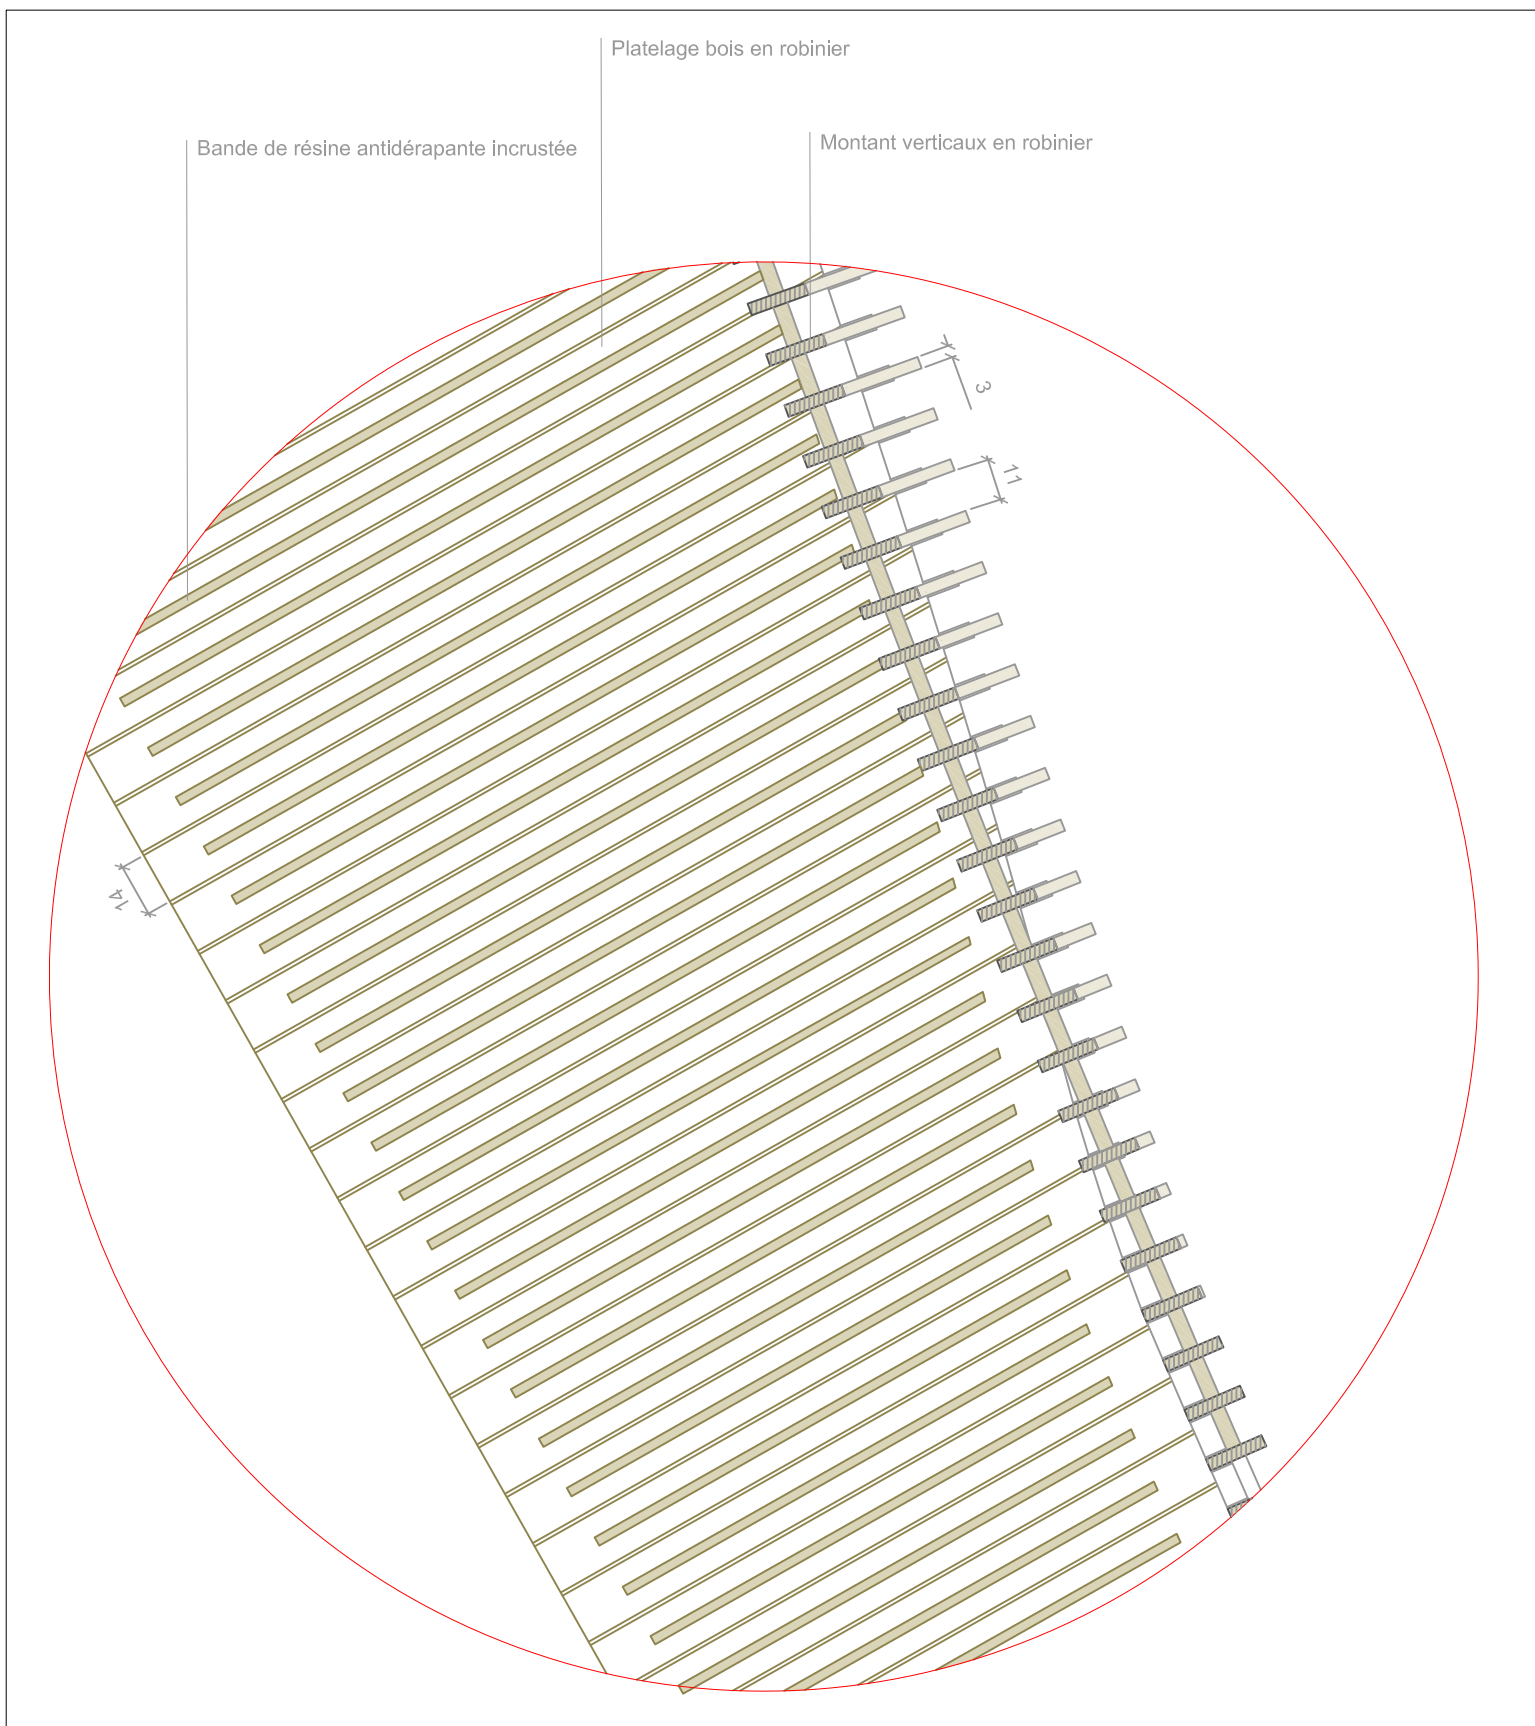 Platelage bois en robinier
Bande de résine antidérapante incrustée
Montant verticaux en robinier
3
11
14